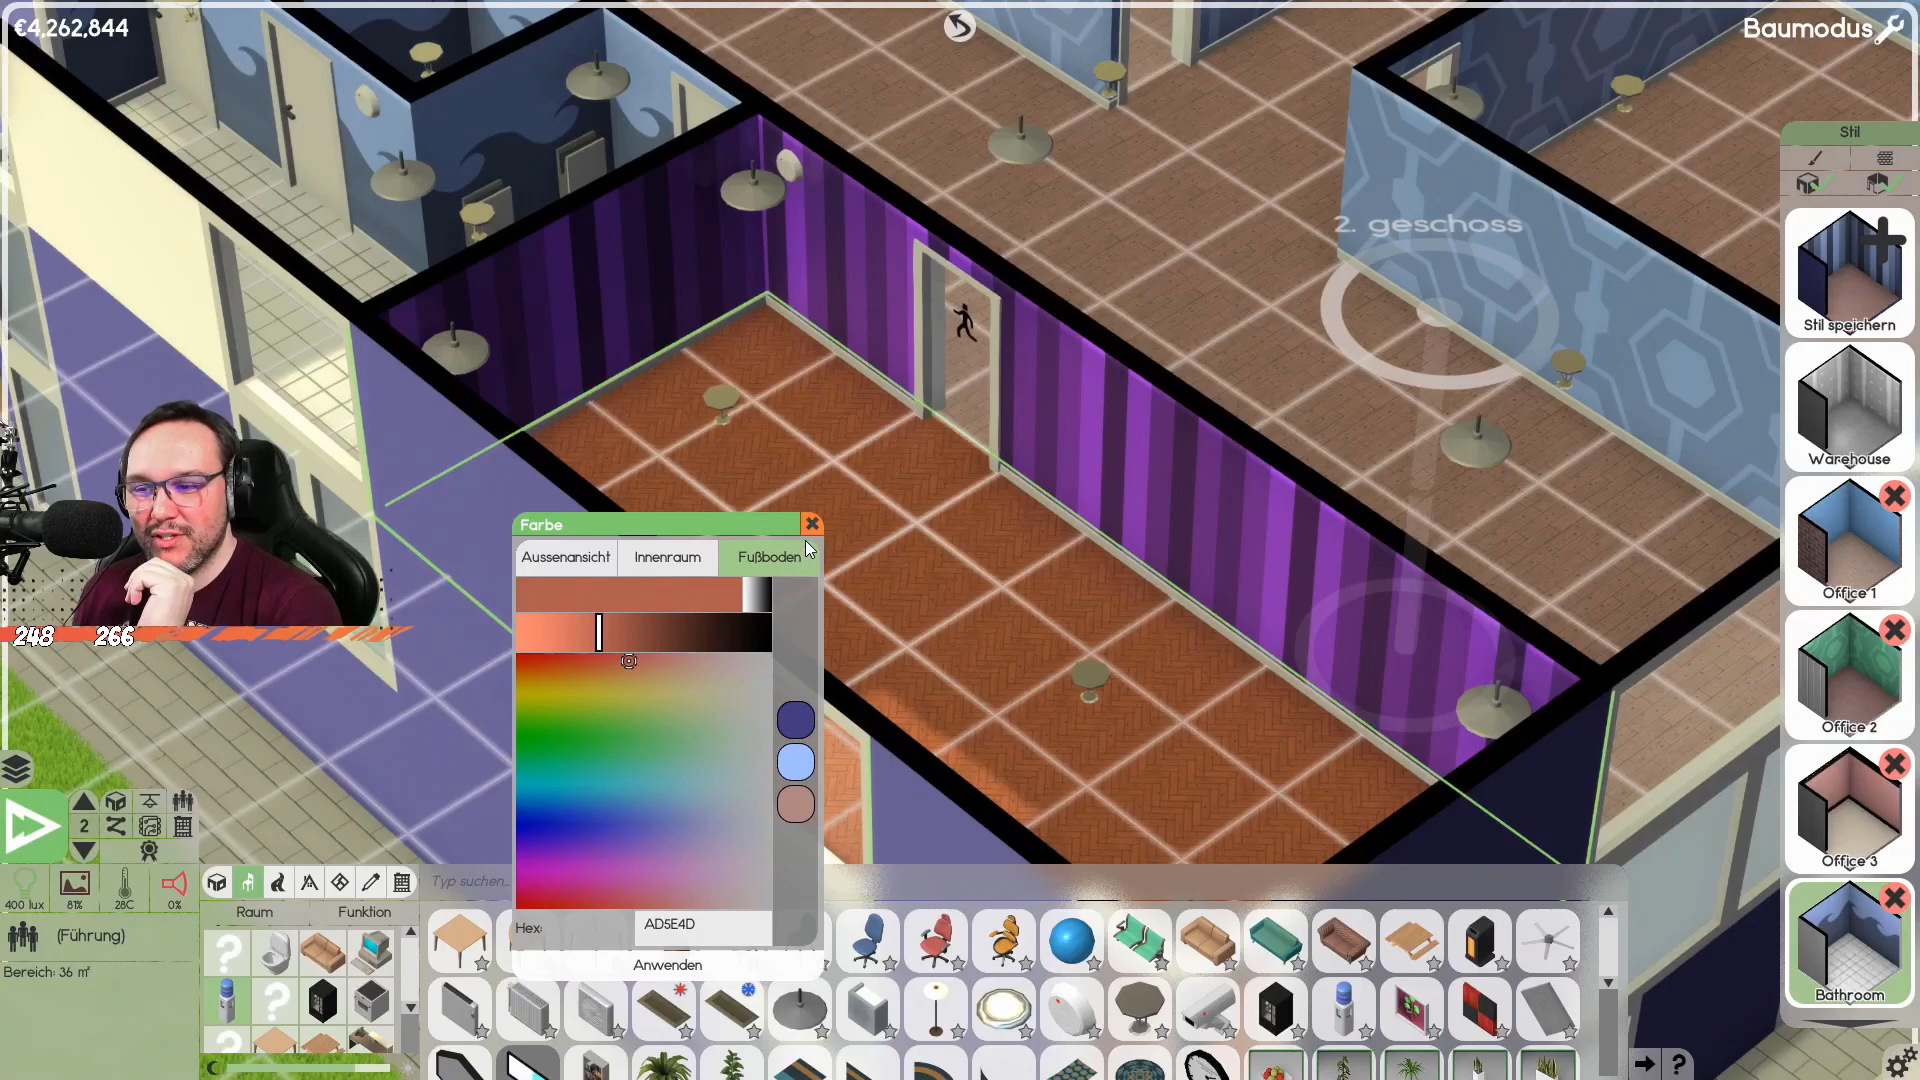 €4,262,844
Baumodus
Stil
2. geschoss
Stil speichern
Warehouse
Office 1
Office 2
Office 3
Bathroom
Farbe
Aussenansicht
Innenraum
Fußboden
248 266
Hex:
AD5E4D
Anwenden
2
400 lux
81%
28C
0%
Raum
Funktion
Typ suchen...
(Führung)
Bereich: 36 m²
?